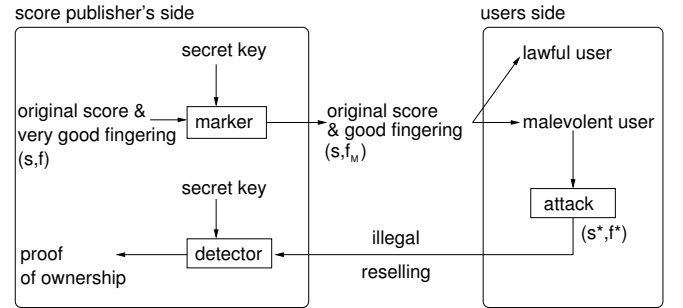 score publisher's side
users side
secret key
lawful user
original score &
very good fingering
(s,f)
marker
original score
& good fingering
(s,f_M)
malevolent user
secret key
attack
(s*,f*)
illegal
proof
of ownership
detector
reselling